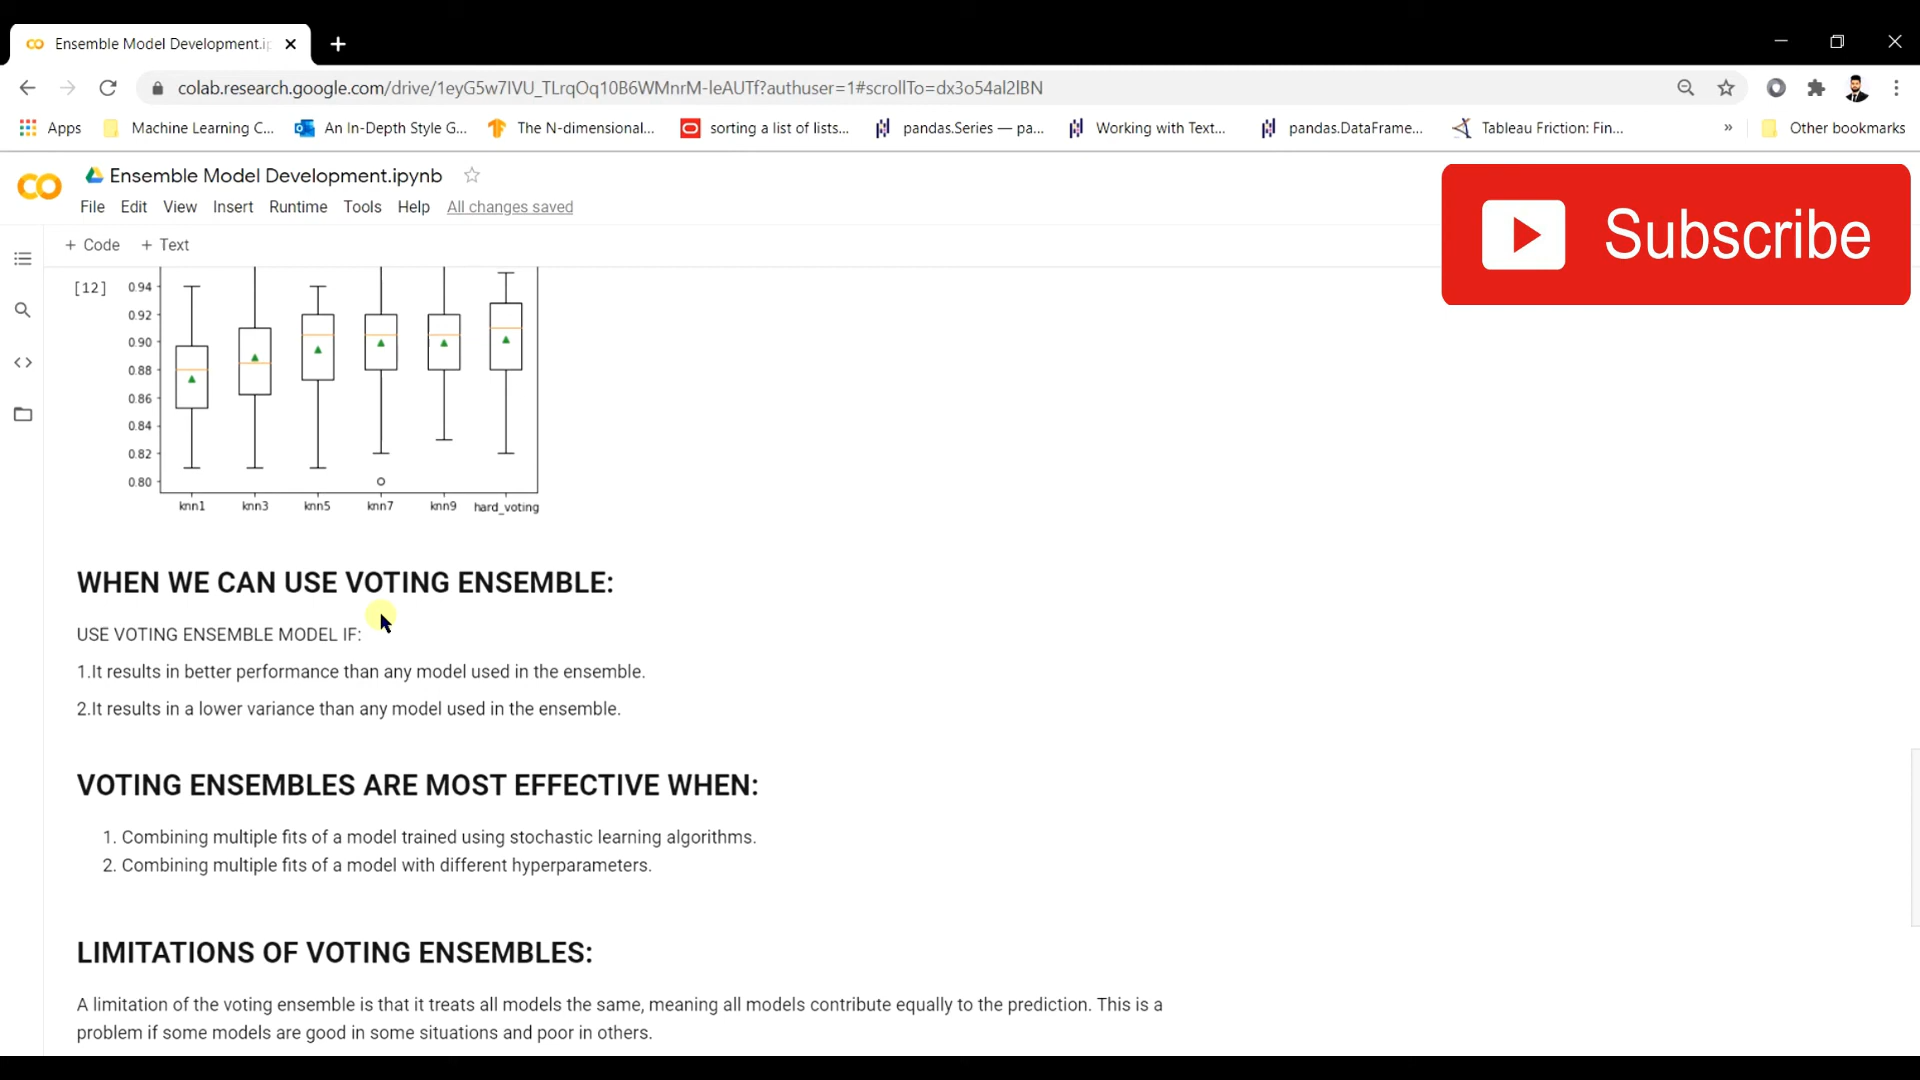 Ensemble Model Development.ip
colab.research.google.com/drive/1eyG5w7IVU_TLrqOq10B6WMnrM-leAUTf?authuser=1#scrollTo=dx3o54al2lBN
Apps Machine Learning C... An In-Depth Style G... The N-dimensional... sorting a list of lists... pandas.Series — pa... Working with Text... pandas.DataFrame... Tableau Friction: Fin... » Other bookmarks
Ensemble Model Development.ipynb
File Edit View Insert Runtime Tools Help All changes saved
Subscribe
+ Code + Text
[12]
0.94
0.92
0.90
0.88
0.86
0.84
0.82
0.80
knn1 knn3 knn5 knn7 knn9 hard_voting
WHEN WE CAN USE VOTING ENSEMBLE:
USE VOTING ENSEMBLE MODEL IF:
1.It results in better performance than any model used in the ensemble.
2.It results in a lower variance than any model used in the ensemble.
VOTING ENSEMBLES ARE MOST EFFECTIVE WHEN:
1. Combining multiple fits of a model trained using stochastic learning algorithms.
2. Combining multiple fits of a model with different hyperparameters.
LIMITATIONS OF VOTING ENSEMBLES:
A limitation of the voting ensemble is that it treats all models the same, meaning all models contribute equally to the prediction. This is a
problem if some models are good in some situations and poor in others.